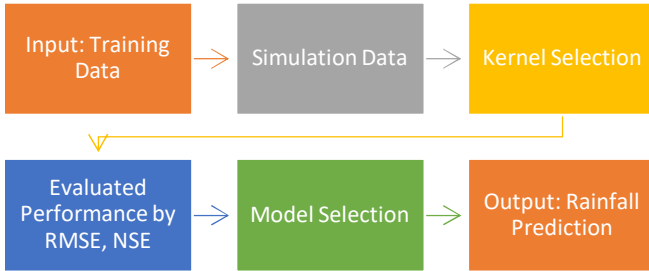 Input: Training
Data
Simulation Data
Kernel Selection
Evaluated
Performance by
RMSE, NSE
Model Selection
Output: Rainfall
Prediction